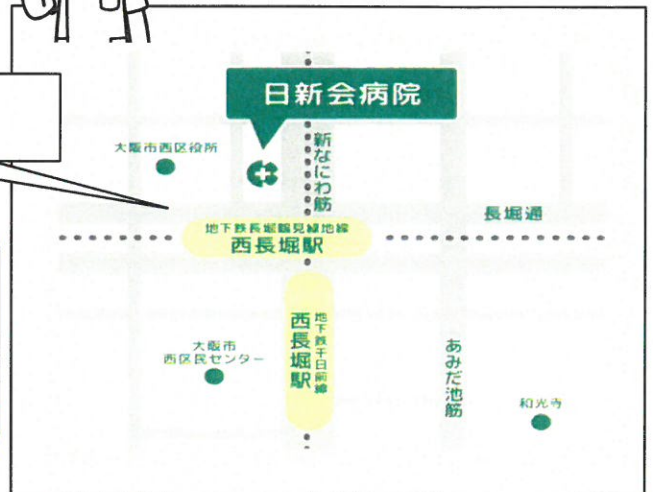 日新会病院
大阪市西区役所
新なにわ筋
長堀通
地下鉄長堀鶴見緑地線
西長堀駅
西長堀駅
地下鉄千日前線
大阪市
西区民センター
あみだ池筋
和光寺